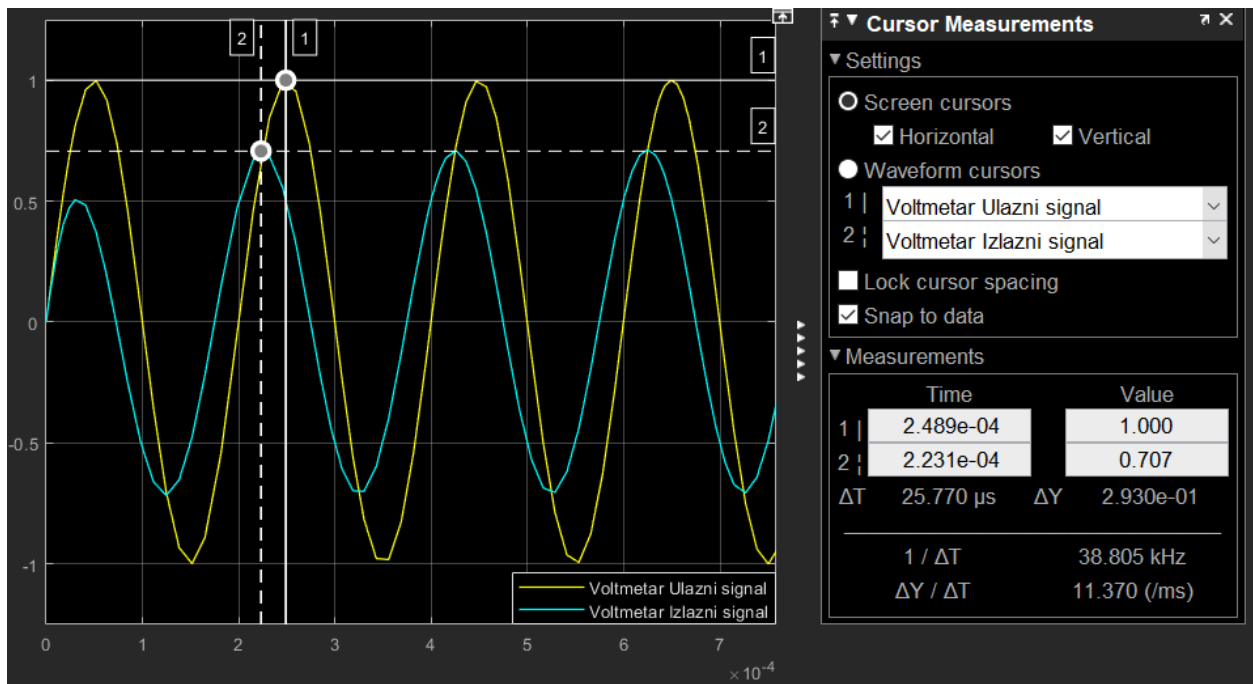 2
1
1
2
1
0.5
0
-0.5
-1
0
1
2
3
4
5
6
7
×10-4
Voltmetar Ulazni signal
Voltmetar Izlazni signal
Cursor Measurements
Settings
Screen cursors
Horizontal Vertical
Waveform cursors
1 | Voltmetar Ulazni signal
2 ¦ Voltmetar Izlazni signal
Lock cursor spacing
Snap to data
Measurements
Time Value
1 | 2.489e-04 1.000
2 ¦ 2.231e-04 0.707
ΔT 25.770 µs ΔY 2.930e-01
1 / ΔT 38.805 kHz
ΔY / ΔT 11.370 (/ms)